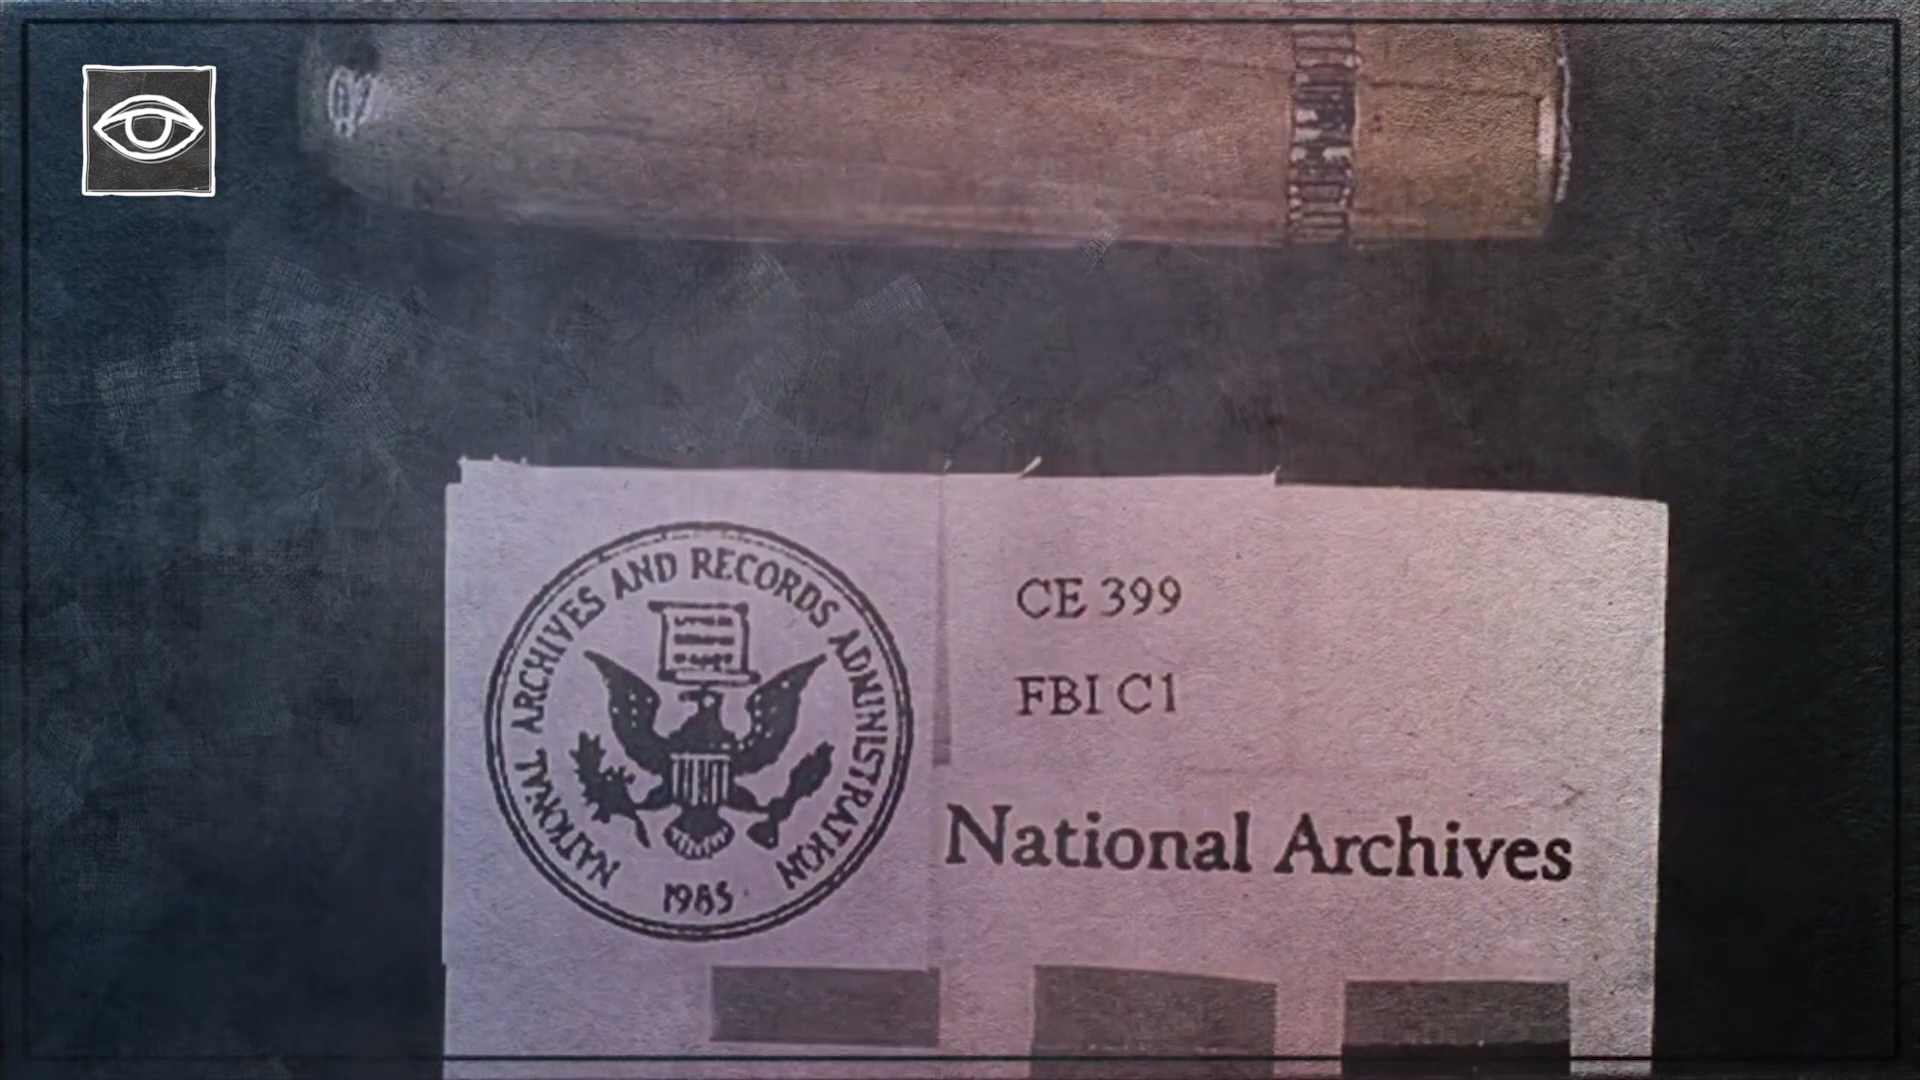 NATIONAL ARCHIVES AND RECORDS ADMINISTRATION
1985
CE 399
FBI C1
National Archives